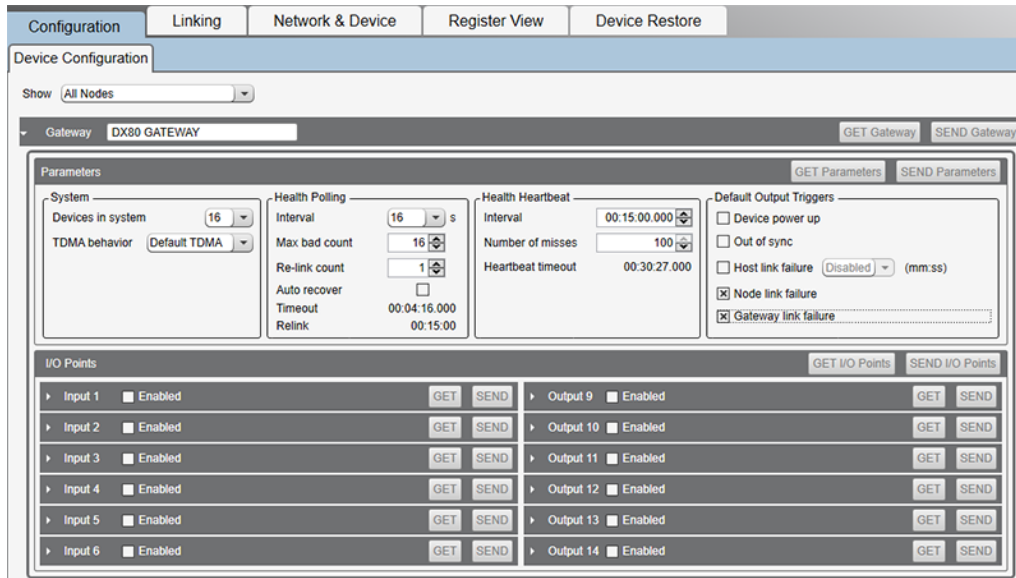 Configuration Linking Network & Device Register View Device Restore
Device Configuration
Show All Nodes
Gateway DX80 GATEWAY GET Gateway SEND Gateway
Parameters GET Parameters SEND Parameters
System
Devices in system 16
TDMA behavior Default TDMA
Health Polling
Interval 16 s
Max bad count 16
Re-link count 1
Auto recover
Timeout 00:04:16.000
Relink 00:15:00
Health Heartbeat
Interval 00:15:00.000
Number of misses 100
Heartbeat timeout 00:30:27.000
Default Output Triggers
Device power up
Out of sync
Host link failure Disabled (mm:ss)
Node link failure
Gateway link failure
I/O Points GET I/O Points SEND I/O Points
Input 1 Enabled GET SEND Output 9 Enabled GET SEND
Input 2 Enabled GET SEND Output 10 Enabled GET SEND
Input 3 Enabled GET SEND Output 11 Enabled GET SEND
Input 4 Enabled GET SEND Output 12 Enabled GET SEND
Input 5 Enabled GET SEND Output 13 Enabled GET SEND
Input 6 Enabled GET SEND Output 14 Enabled GET SEND